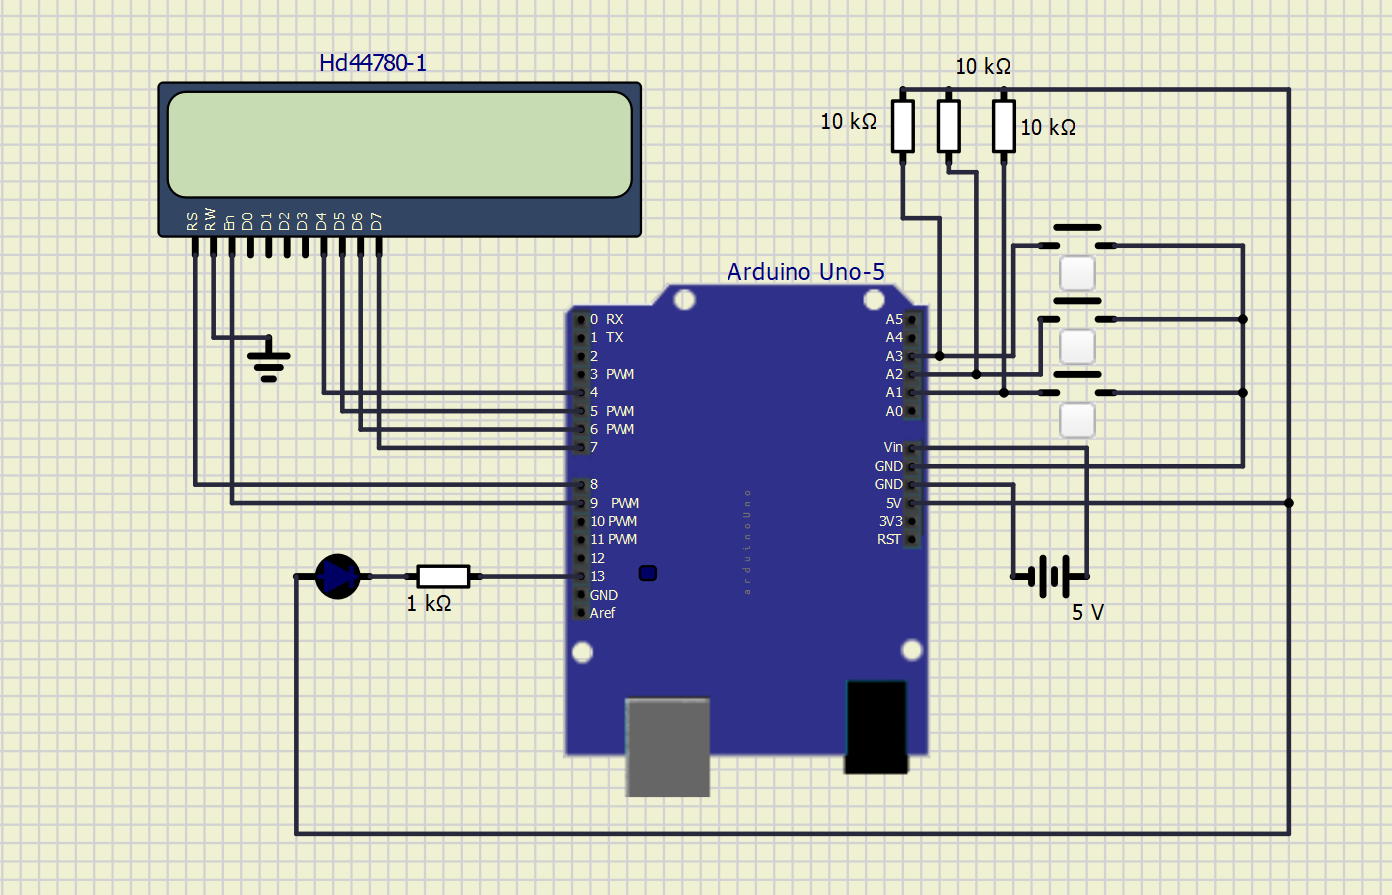 Hd44780-1
RS RW En D0 D1 D2 D3 D4 D5 D6 D7
10 kΩ
10 kΩ
10 kΩ
Arduino Uno-5
0 RX
1 TX
2
3 PWM
4
5 PWM
6 PWM
7
8
9 PWM
10 PWM
11 PWM
12
13
GND
Aref
A5
A4
A3
A2
A1
A0
Vin
GND
GND
5V
3V3
RST
arduinoUno
1 kΩ
5 V